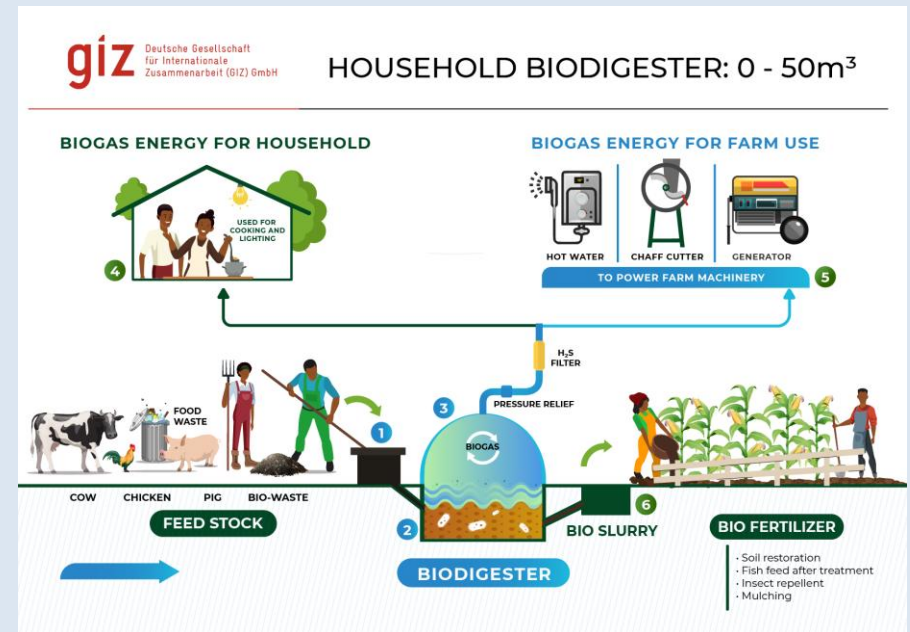 giz
Deutsche Gesellschaft
für Internationale
Zusammenarbeit (GIZ) GmbH
HOUSEHOLD BIODIGESTER: 0 - 50m³
BIOGAS ENERGY FOR HOUSEHOLD
USED FOR
COOKING AND
LIGHTING
4
BIOGAS ENERGY FOR FARM USE
HOT WATER
CHAFF CUTTER
GENERATOR
TO POWER FARM MACHINERY
5
H₂S
FILTER
PRESSURE RELIEF
FOOD
WASTE
1
3
BIOGAS
2
6
COW
CHICKEN
PIG
BIO-WASTE
FEED STOCK
BIODIGESTER
BIO SLURRY
BIO FERTILIZER
· Soil restoration
· Fish feed after treatment
· Insect repellent
· Mulching